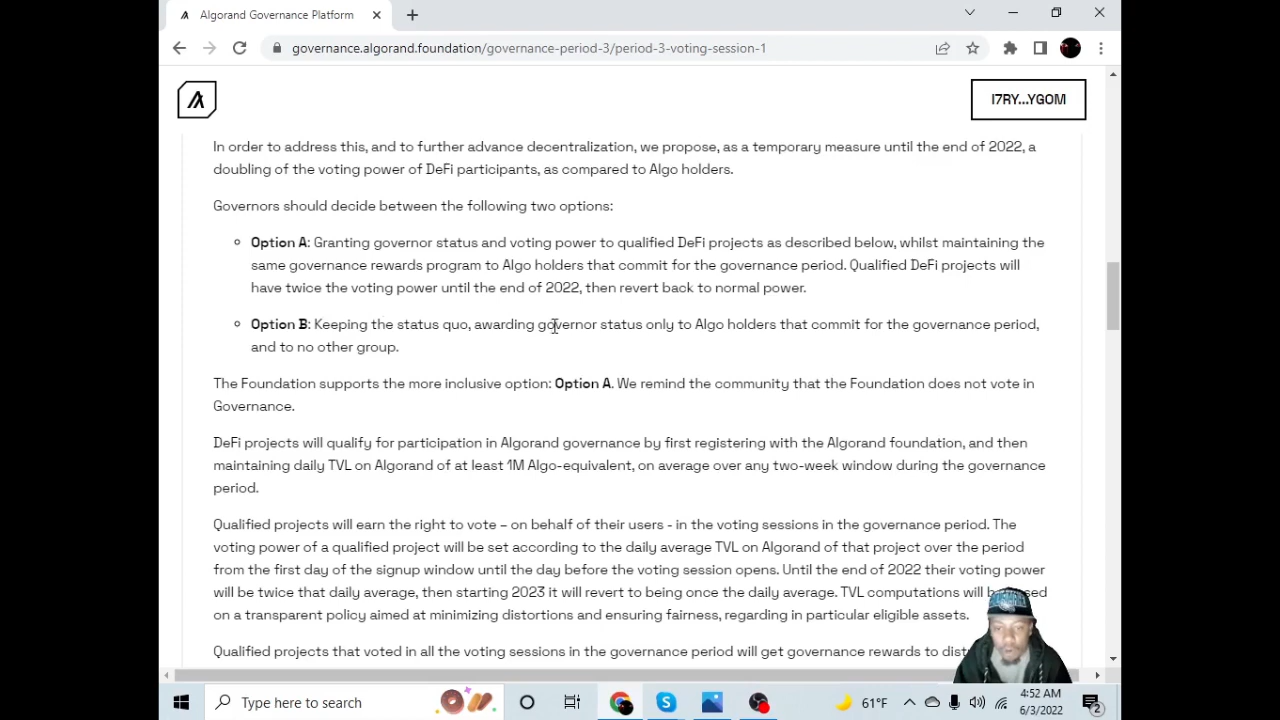 Algorand Governance Platform
governance.algorand.foundation/governance-period-3/period-3-voting-session-1
I7RY...YGOM
In order to address this, and to further advance decentralization, we propose, as a temporary measure until the end of 2022, a
doubling of the voting power of DeFi participants, as compared to Algo holders.
Governors should decide between the following two options:
Option A: Granting governor status and voting power to qualified DeFi projects as described below, whilst maintaining the
same governance rewards program to Algo holders that commit for the governance period. Qualified DeFi projects will
have twice the voting power until the end of 2022, then revert back to normal power.
Option B: Keeping the status quo, awarding governor status only to Algo holders that commit for the governance period,
and to no other group.
The Foundation supports the more inclusive option: Option A. We remind the community that the Foundation does not vote in
Governance.
DeFi projects will qualify for participation in Algorand governance by first registering with the Algorand foundation, and then
maintaining daily TVL on Algorand of at least 1M Algo-equivalent, on average over any two-week window during the governance
period.
Qualified projects will earn the right to vote – on behalf of their users - in the voting sessions in the governance period. The
voting power of a qualified project will be set according to the daily average TVL on Algorand of that project over the period
from the first day of the signup window until the day before the voting session opens. Until the end of 2022 their voting power
will be twice that daily average, then starting 2023 it will revert to being once the daily average. TVL computations will
on a transparent policy aimed at minimizing distortions and ensuring fairness, regarding in particular eligible assets.
Qualified projects that voted in all the voting sessions in the governance period will get governance rewards to
Type here to search
61°F
4:52 AM
6/3/2022
2